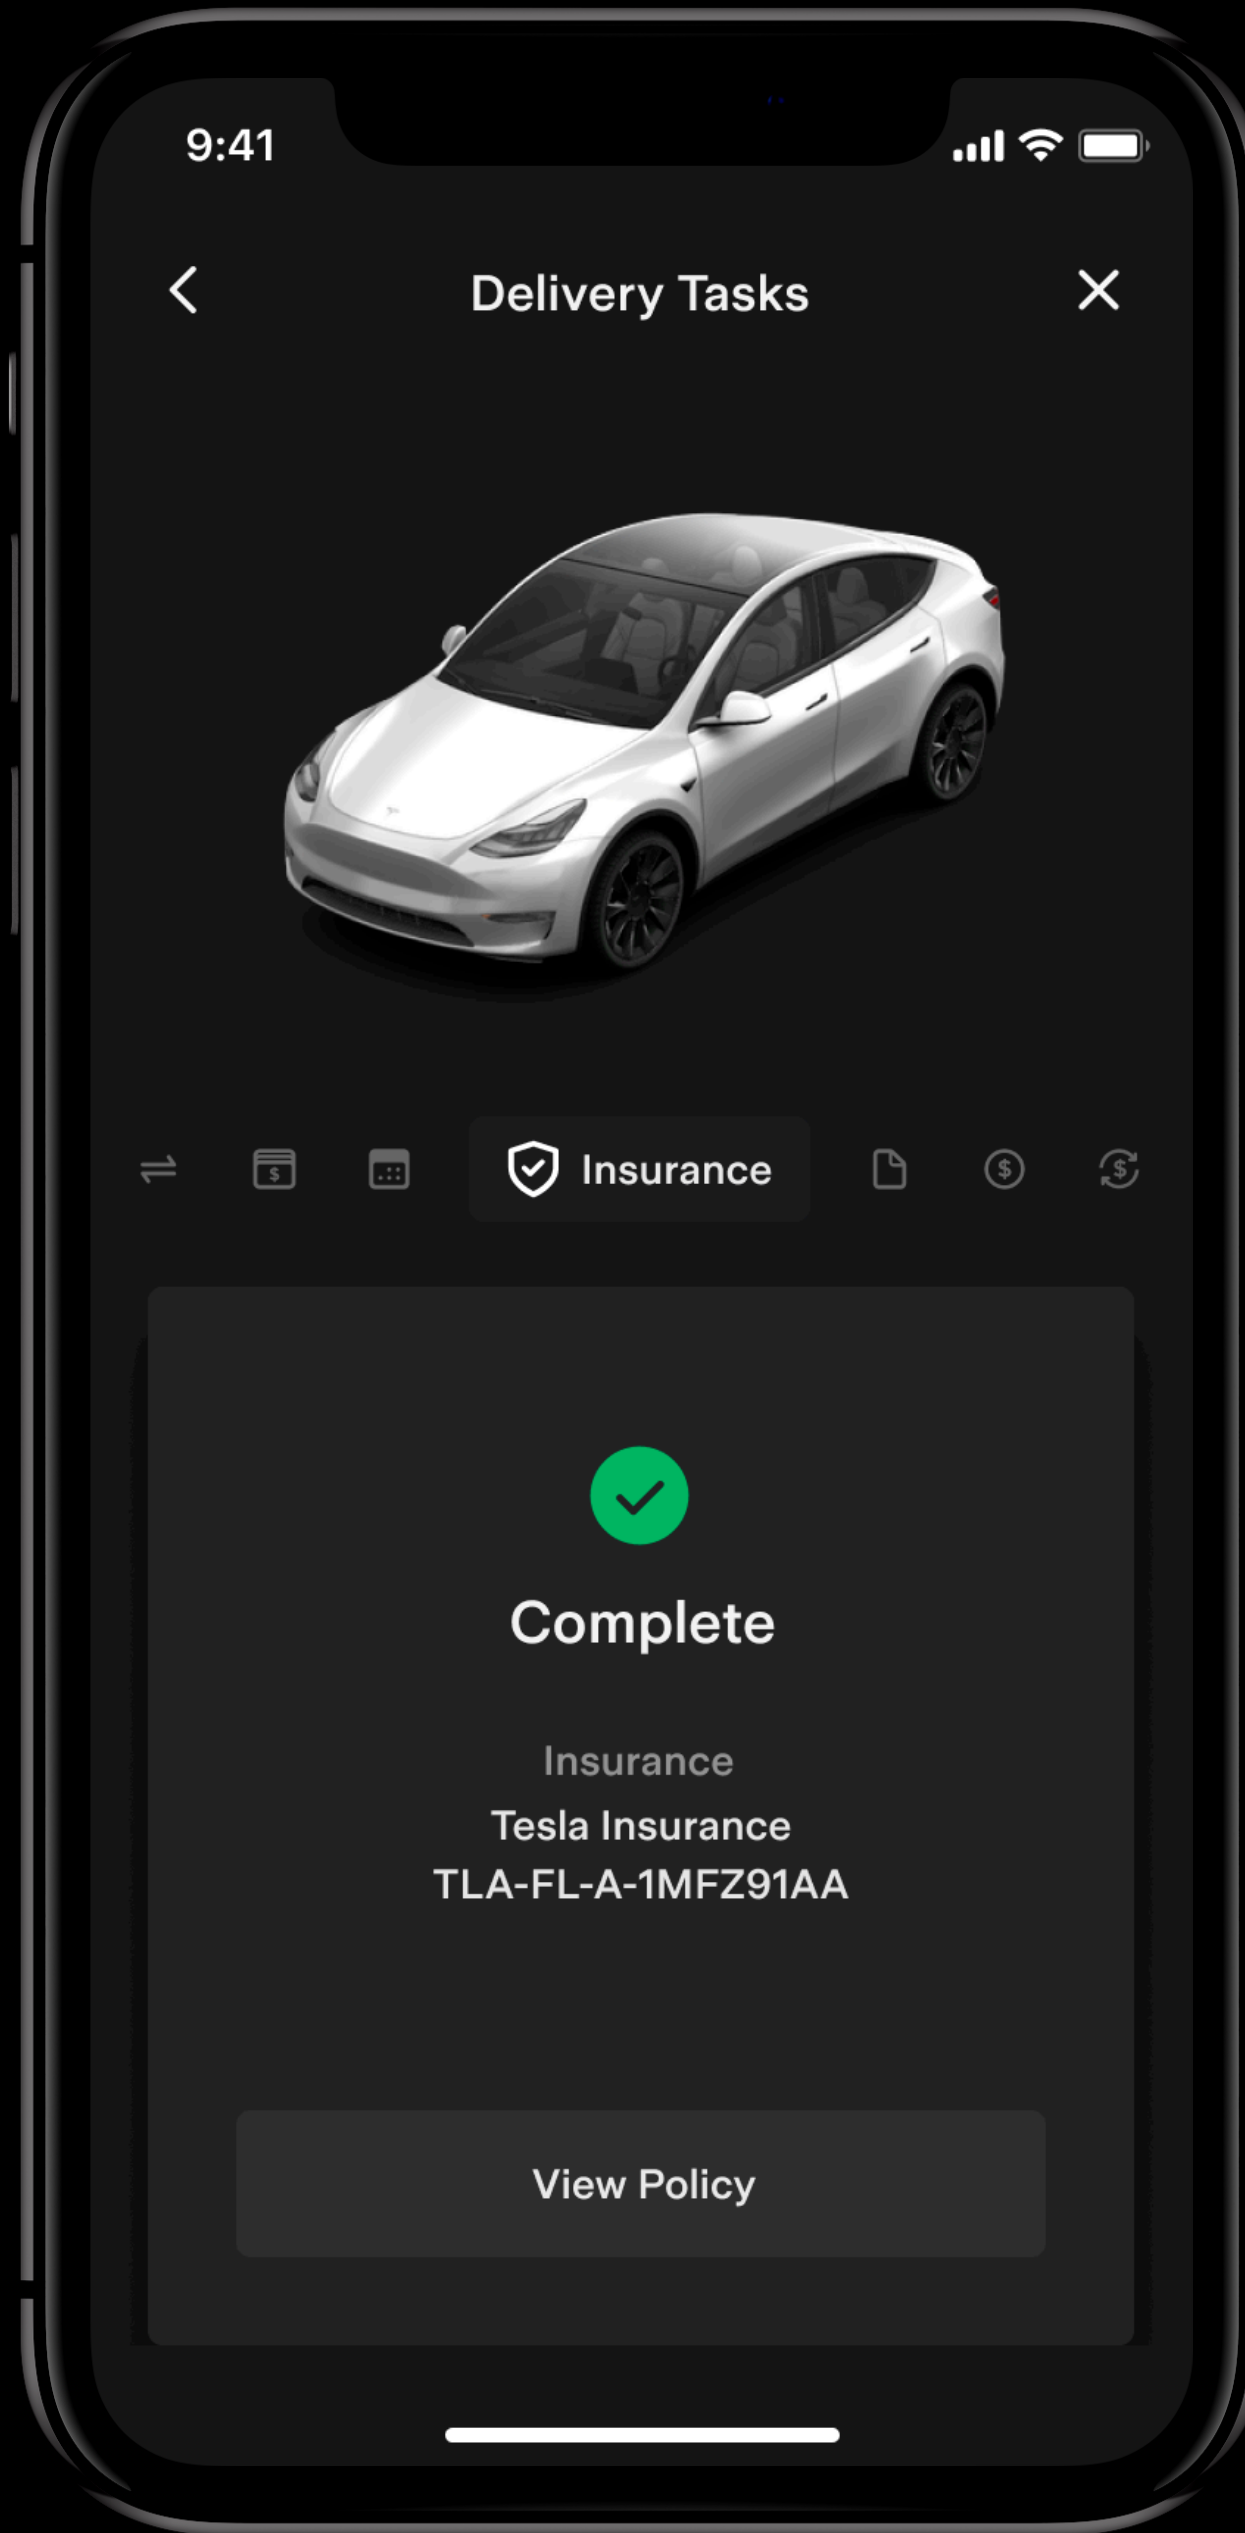 9:41
Delivery Tasks
Insurance
Complete
Insurance
Tesla Insurance
TLA-FL-A-1MFZ91AA
View Policy